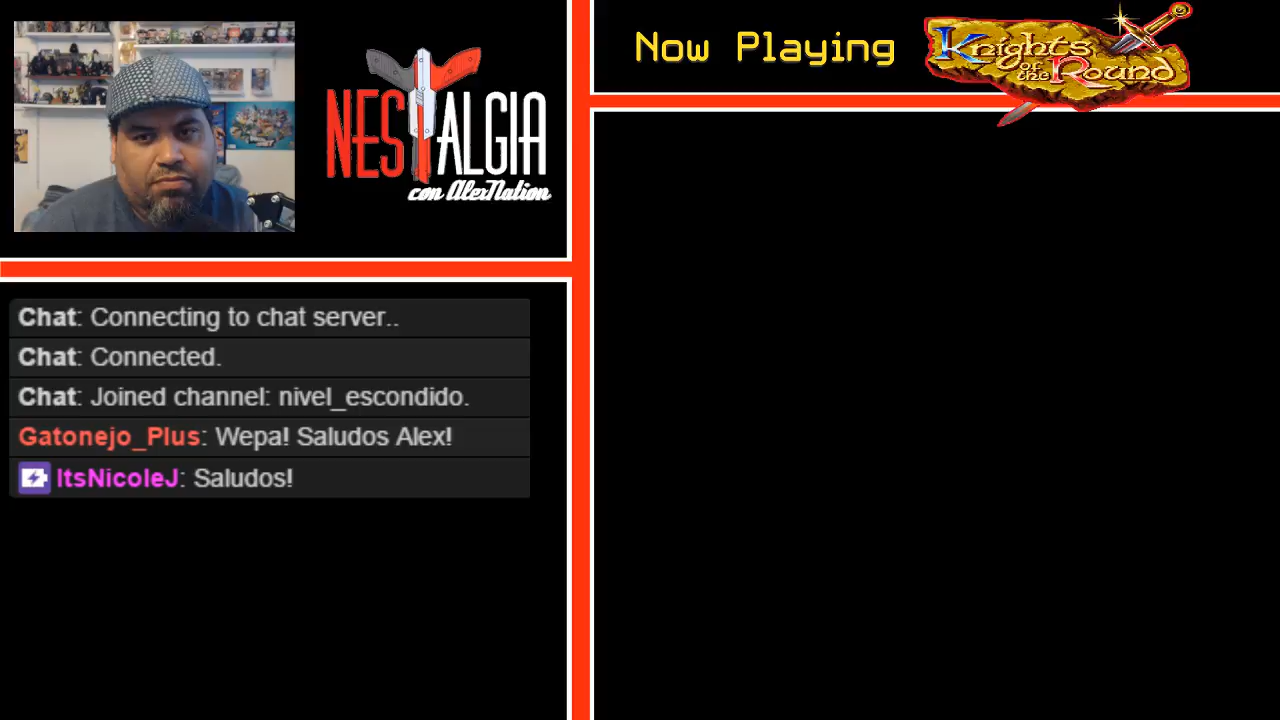 NESTALGIA
con AlexNation
Now Playing
Knights
of the Round
Chat: Connecting to chat server..
Chat: Connected.
Chat: Joined channel: nivel_escondido.
Gatonejo_Plus: Wepa! Saludos Alex!
ItsNicoleJ: Saludos!